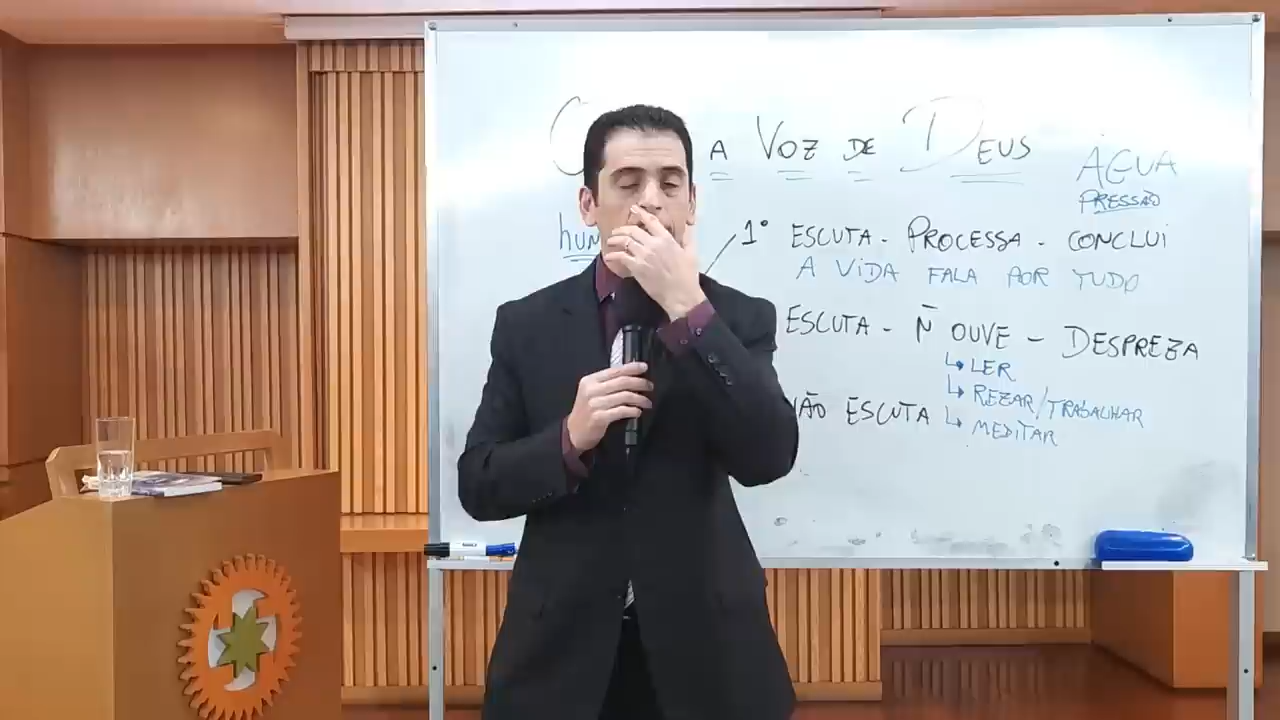 A VOZ DE DEUS
ÁGUA
PRESSÃO
1° ESCUTA - PROCESSA - CONCLUI
A VIDA FALA POR TUDO
ESCUTA - Ñ OUVE - DESPREZA
↳ LER
↳ REZAR/TRABALHAR
NÃO ESCUTA ↳ MEDITAR